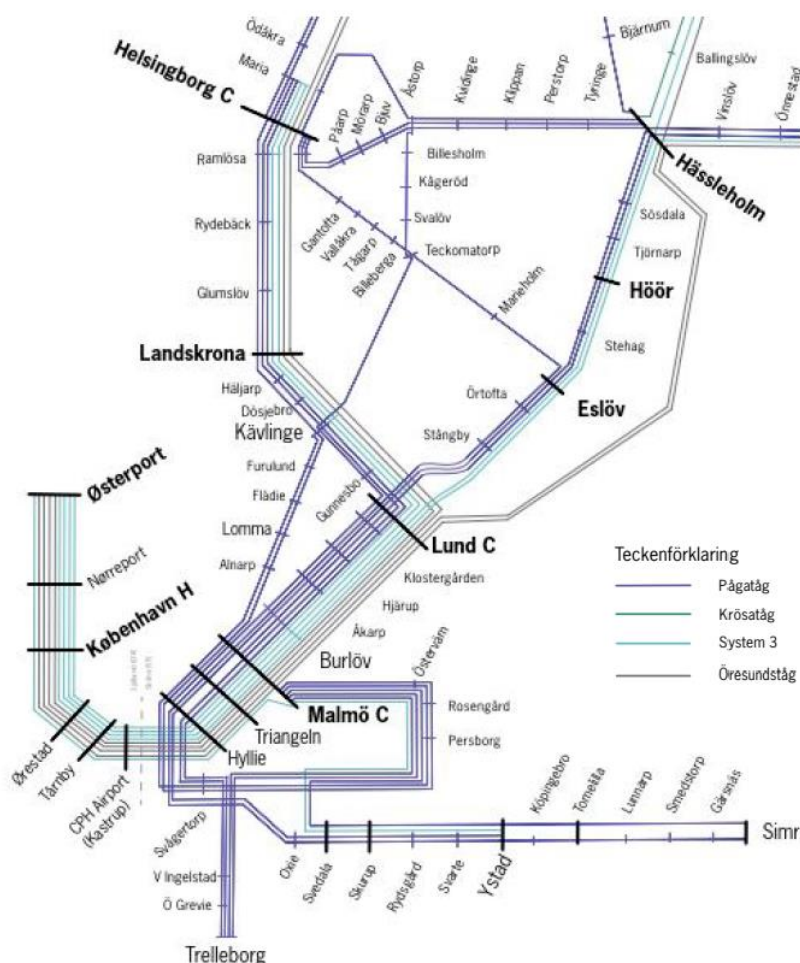 Ödåkra
Maria
Helsingborg C
Ramlösa
Rydebäck
Glumslöv
Landskrona
Häljarp
Dösjebro
Kävlinge
Furulund
Flädie
Lomma
Alnarp
Påarp
Mörarp
Bjuv
Åstorp
Kvidinge
Klippan
Perstorp
Tyringe
Bjärnum
Ballingslöv
Vinslöv
Önnestad
Hässleholm
Billesholm
Kågeröd
Svalöv
Teckomatorp
Gantofta
Vallåkra
Tågarp
Billeberga
Marieholm
Sösdala
Tjörnarp
Höör
Stehag
Eslöv
Örtofta
Stångby
Gunnesbo
Lund C
Klostergården
Hjärup
Åkarp
Burlöv
Malmö C
Triangeln
Hyllie
Østerport
Nørreport
København H
Ørestad
Tårnby
CPH Airport
(Kastrup)
Östervärn
Rosengård
Persborg
Svågertorp
V Ingelstad
Ö Grevie
Trelleborg
Oxie
Svedala
Skurup
Rydsgård
Svarte
Ystad
Köpingebro
Tomelilla
Lunnarp
Smedstorp
Gärsnäs
Simr
Teckenförklaring
Pågatåg
Krösatåg
System 3
Öresundståg